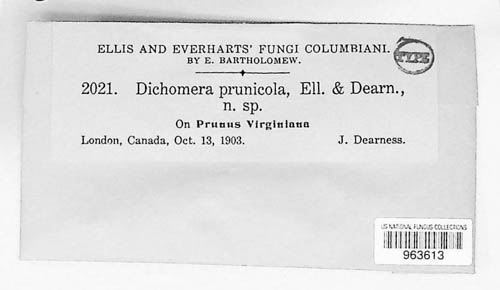 ELLIS AND EVERHARTS' FUNGI COLUMBIANI.
BY E. BARTHOLOMEW.
TYPE
2021. Dichomera prunicola, Ell. & Dearn.,
n. sp.
On Prunus Virginiana
London, Canada, Oct. 13, 1903. J. Dearness.
US NATIONAL FUNGUS COLLECTIONS
963613